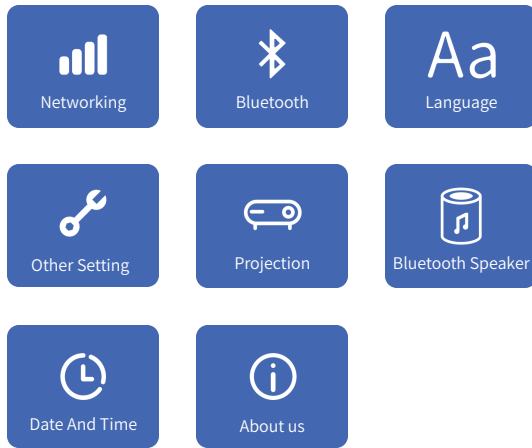 Networking
Bluetooth
Aa
Language
Other Setting
Projection
Bluetooth Speaker
Date And Time
About us